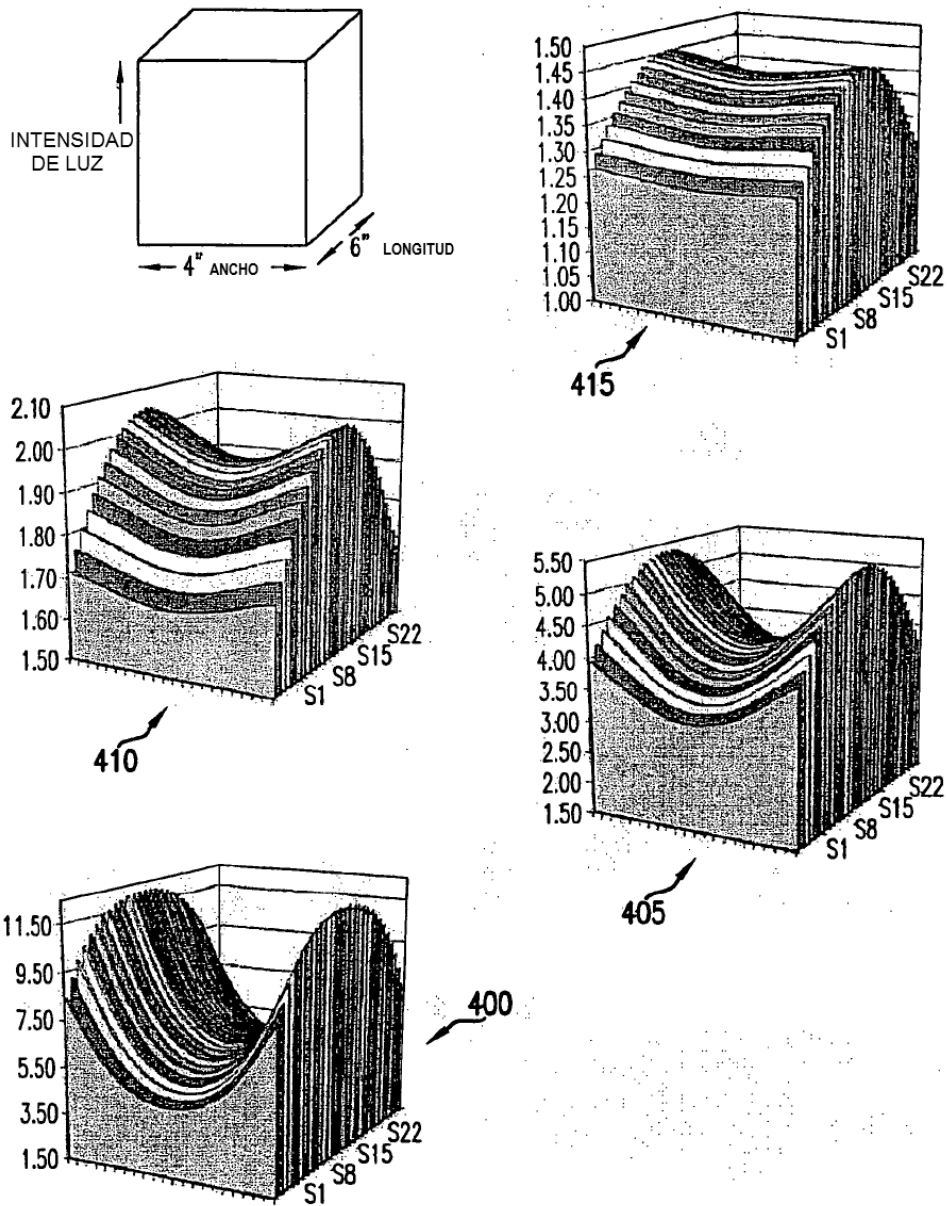 INTENSIDAD
DE LUZ
4" ANCHO
6" LONGITUD
1.50
1.45
1.40
1.35
1.30
1.25
1.20
1.15
1.10
1.05
1.00
S1
S8
S15
S22
415
2.10
2.00
1.90
1.80
1.70
1.60
1.50
S1
S8
S15
S22
410
5.50
5.00
4.50
4.00
3.50
3.00
2.50
2.00
1.50
S1
S8
S15
S22
405
11.50
9.50
7.50
5.50
3.50
1.50
S1
S8
S15
S22
400